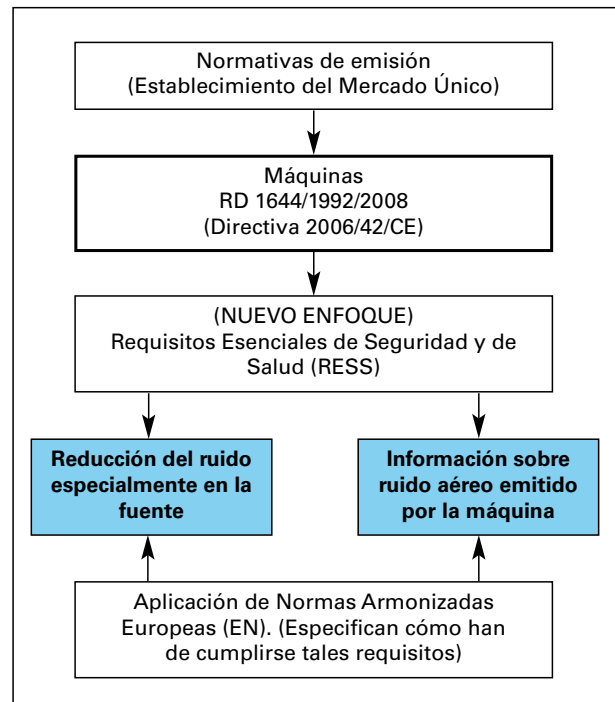 Normativas de emisión
(Establecimiento del Mercado Único)
Máquinas
RD 1644/1992/2008
(Directiva 2006/42/CE)
(NUEVO ENFOQUE)
Requisitos Esenciales de Seguridad y de
Salud (RESS)
Reducción del ruido
especialmente en la
fuente
Información sobre
ruido aéreo emitido
por la máquina
Aplicación de Normas Armonizadas
Europeas (EN). (Especifican cómo han
de cumplirse tales requisitos)